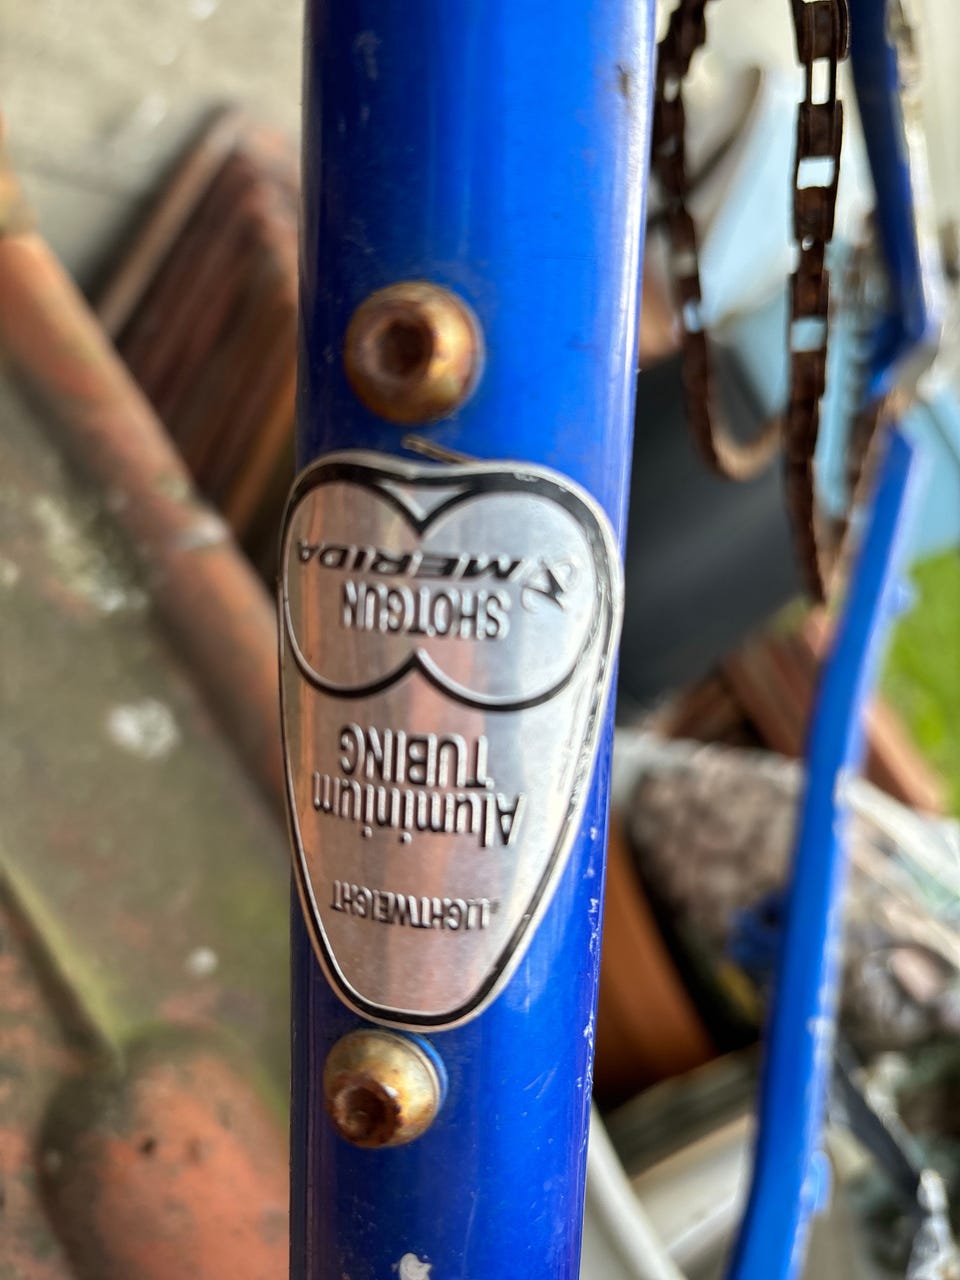 MERIDA
SHOTGUN
Aluminium
TUBING
LIGHTWEIGHT